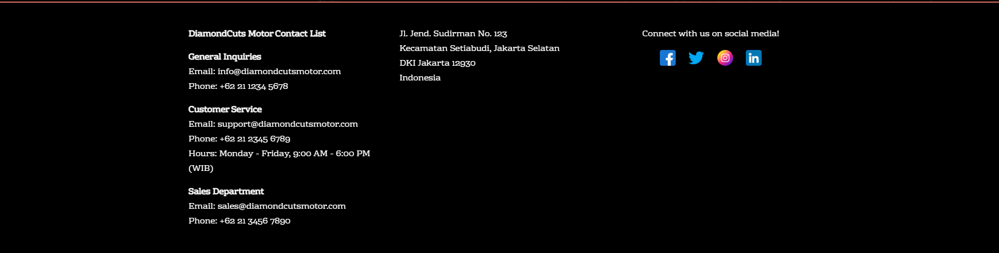 DiamondCuts Motor Contact List
General Inquiries
Email: info@diamondcutsmotor.com
Phone: +62 21 1234 5678
Customer Service
Email: support@diamondcutsmotor.com
Phone: +62 21 2345 6789
Hours: Monday - Friday, 9:00 AM - 6:00 PM
(WIB)
Sales Department
Email: sales@diamondcutsmotor.com
Phone: +62 21 3456 7890
Jl. Jend. Sudirman No. 123
Kecamatan Setiabudi, Jakarta Selatan
DKI Jakarta 12930
Indonesia
Connect with us on social media!